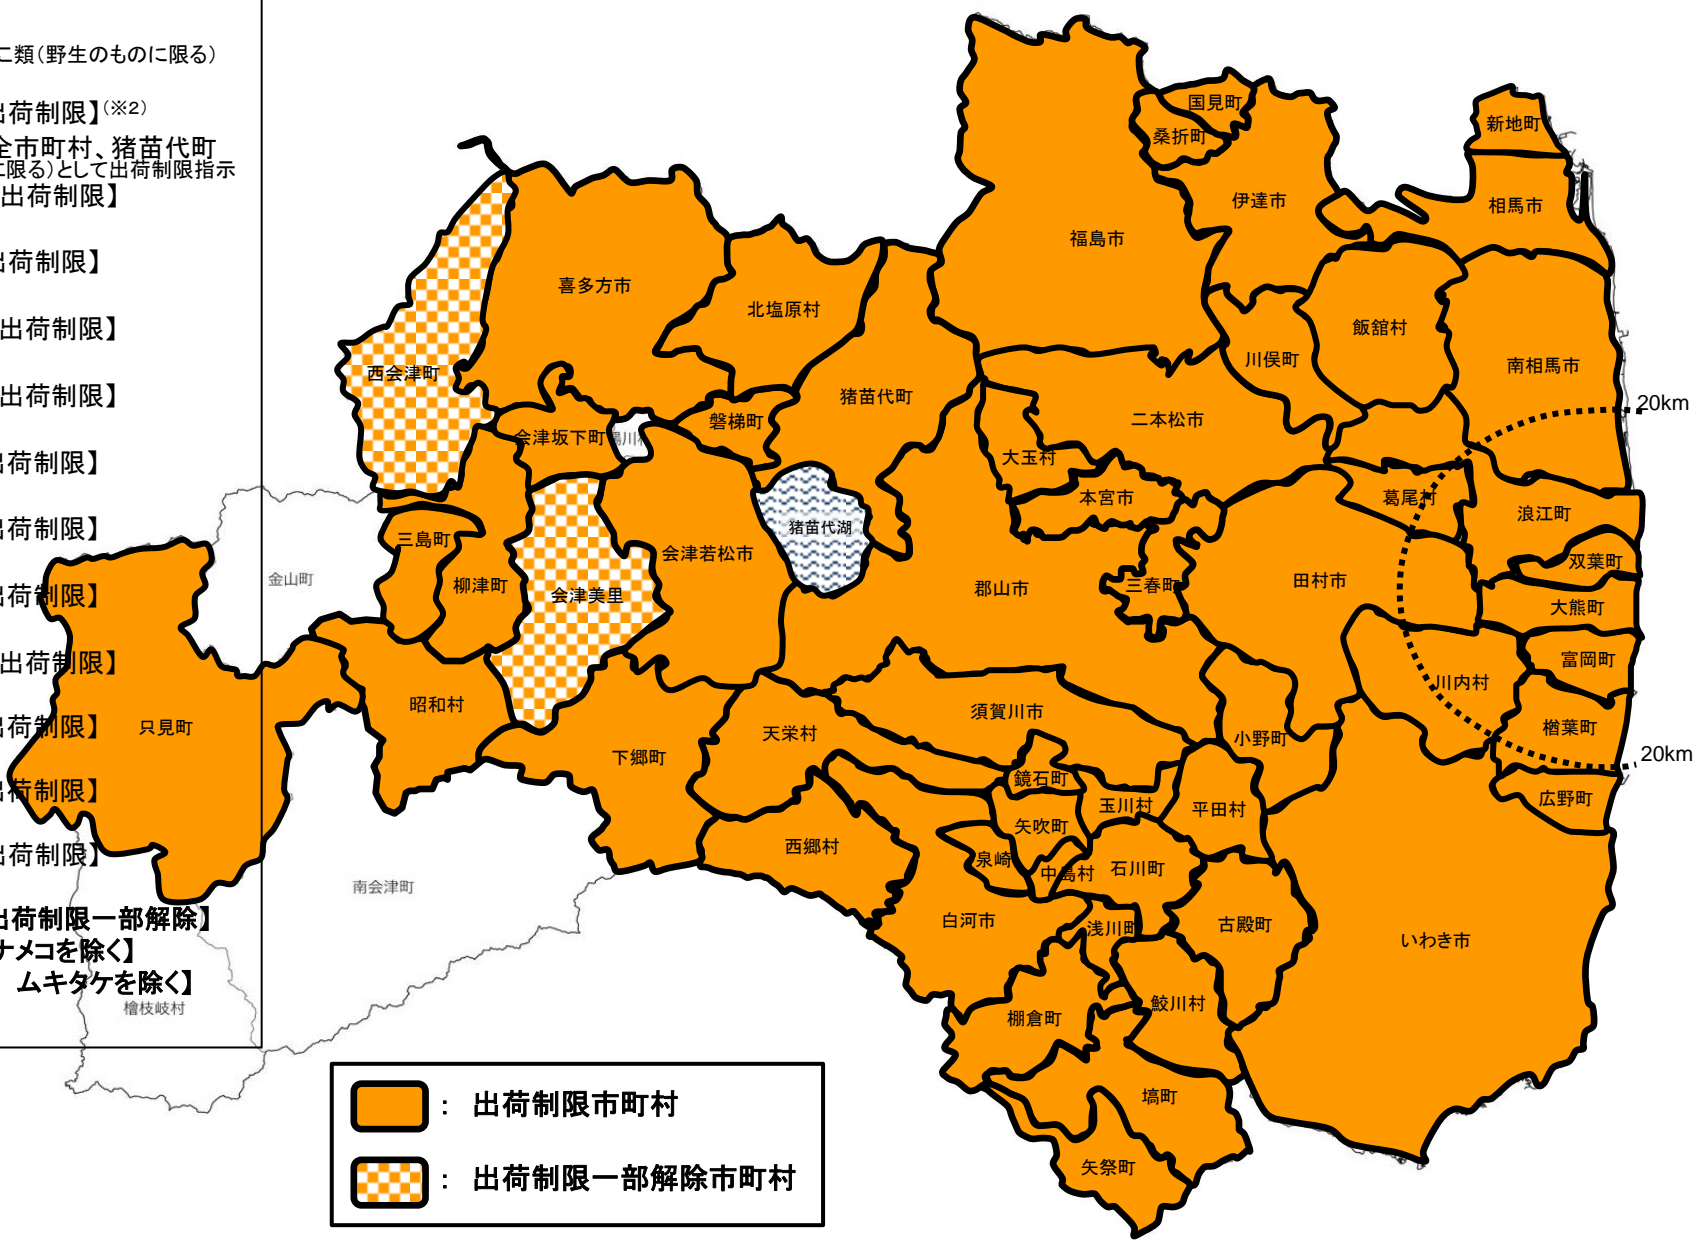 に類(野生のものに限る)
出荷制限】(※2)
全市町村、猪苗代町
に限る)として出荷制限指示
出荷制限】
出荷制限】
出荷制限】
出荷制限】
出荷制限】
出荷制限】
出荷制限】
出荷制限】
出荷制限】
出荷制限】
出荷制限】
出荷制限一部解除】
ナメコを除く】
ムキタケを除く】
国見町
桑折町
新地町
伊達市
相馬市
福島市
喜多方市
北塩原村
飯舘村
川俣町
南相馬市
西会津町
猪苗代町
20km
磐梯町
二本松市
会津坂下町
湯川村
大玉村
本宮市
葛尾村
浪江町
猪苗代湖
三島町
会津若松市
双葉町
金山町
柳津町
会津美里
郡山市
三春町
田村市
大熊町
富岡町
川内村
昭和村
須賀川市
只見町
天栄村
小野町
楢葉町
下郷町
20km
鏡石町
玉川村
平田村
広野町
矢吹町
西郷村
泉崎
中島村
石川町
南会津町
白河市
浅川町
古殿町
いわき市
檜枝岐村
棚倉町
鮫川村
塙町
矢祭町
： 出荷制限市町村
： 出荷制限一部解除市町村